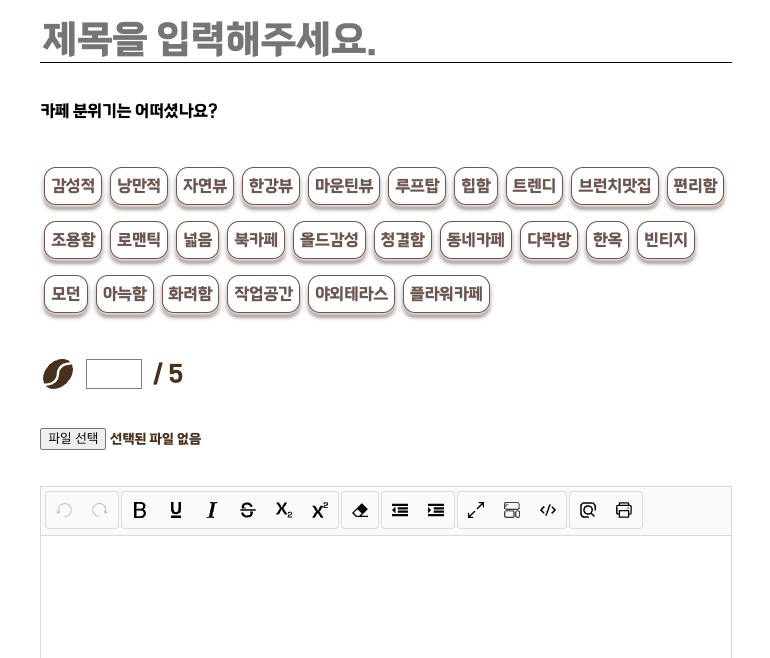 제목을 입력해주세요.
카페 분위기는 어떠셨나요?
감성적 낭만적 자연뷰 한강뷰 마운틴뷰 루프탑 힙함 트렌디 브런치맛집 편리함
조용함 로맨틱 넓음 북카페 올드감성 청결함 동네카페 다락방 한옥 빈티지
모던 아늑함 화려함 작업공간 야외테라스 플라워카페
/ 5
파일 선택 선택된 파일 없음
B U I S X₂ X²